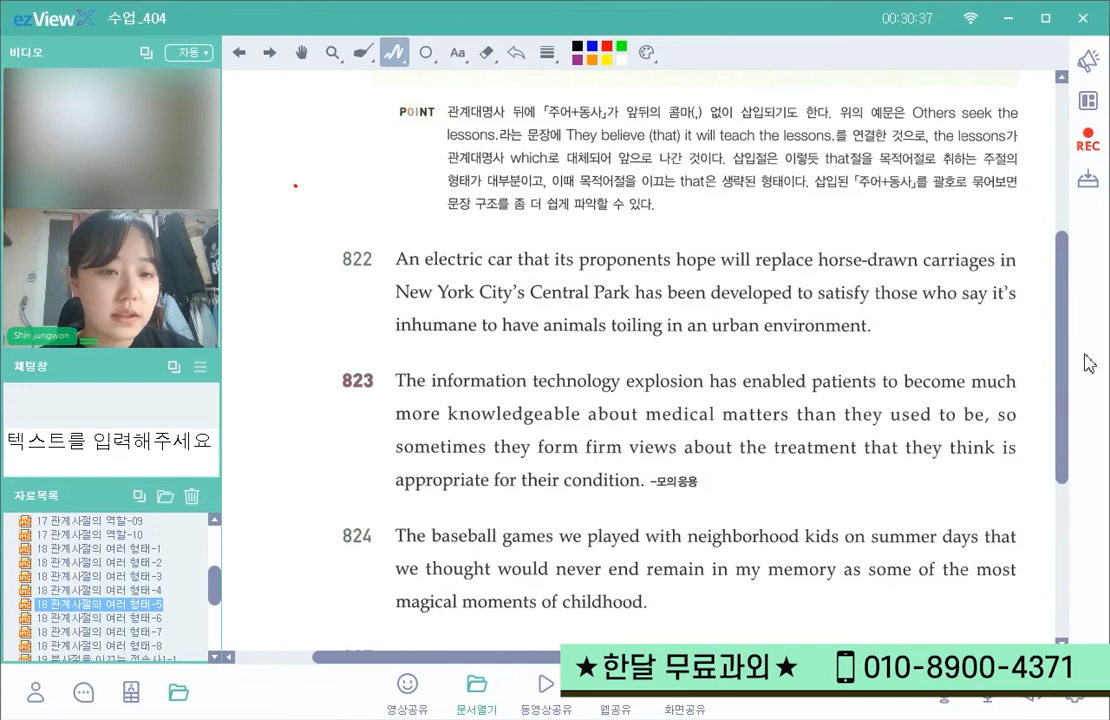 ezViewX 수업_404
00:30:37
비디오
자동
Aa
REC
POINT 관계대명사 뒤에 「주어+동사」가 앞뒤의 콤마(,) 없이 삽입되기도 한다. 위의 예문은 Others seek the
lessons.라는 문장에 They believe (that) it will teach the lessons.를 연결한 것으로, the lessons가
관계대명사 which로 대체되어 앞으로 나간 것이다. 삽입절은 이렇듯 that절을 목적어절로 취하는 주절의
형태가 대부분이고, 이때 목적어절을 이끄는 that은 생략된 형태이다. 삽입된 「주어+동사」를 괄호로 묶어보면
문장 구조를 좀 더 쉽게 파악할 수 있다.
822 An electric car that its proponents hope will replace horse-drawn carriages in
New York City's Central Park has been developed to satisfy those who say it's
inhumane to have animals toiling in an urban environment.
823 The information technology explosion has enabled patients to become much
more knowledgeable about medical matters than they used to be, so
sometimes they form firm views about the treatment that they think is
appropriate for their condition. -모의응용
824 The baseball games we played with neighborhood kids on summer days that
we thought would never end remain in my memory as some of the most
magical moments of childhood.
Shin jungwon
채팅창
텍스트를 입력해주세요
자료목록
17 관계사절의 역할-09
17 관계사절의 역할-10
18 관계사절의 여러 형태-1
18 관계사절의 여러 형태-2
18 관계사절의 여러 형태-3
18 관계사절의 여러 형태-4
18 관계사절의 여러 형태-5
18 관계사절의 여러 형태-6
18 관계사절의 여러 형태-7
18 관계사절의 여러 형태-8
★한달 무료과외★ 010-8900-4371
영상공유
문서열기
동영상공유
웹공유
화면공유